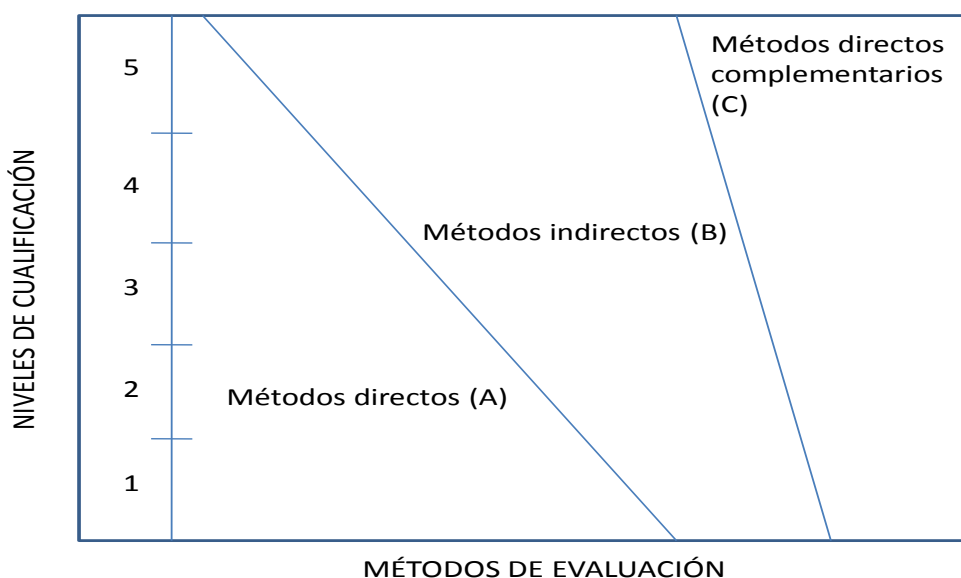 Métodos directos
complementarios
(C)
5
4
Métodos indirectos (B)
3
2
Métodos directos (A)
1
NIVELES DE CUALIFICACIÓN
MÉTODOS DE EVALUACIÓN